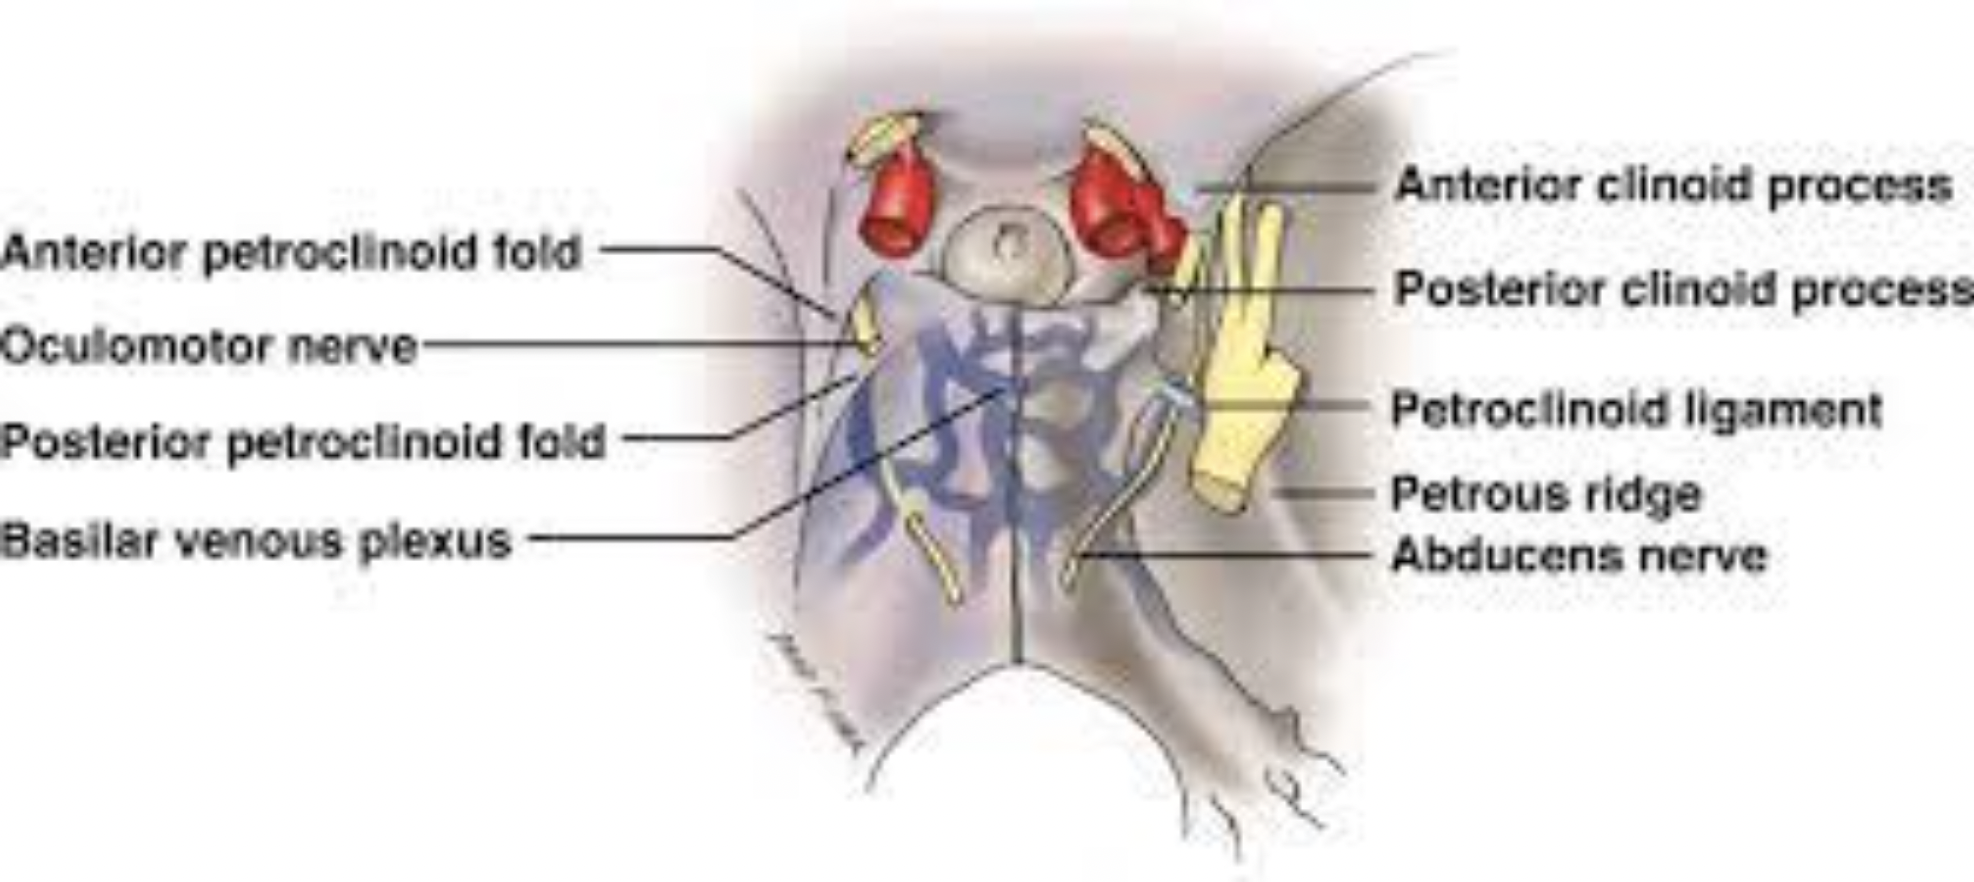 Anterior petroclinoid fold
Oculomotor nerve
Posterior petroclinoid fold
Basilar venous plexus
Anterior clinoid process
Posterior clinoid process
Petroclinoid ligament
Petrous ridge
Abducens nerve